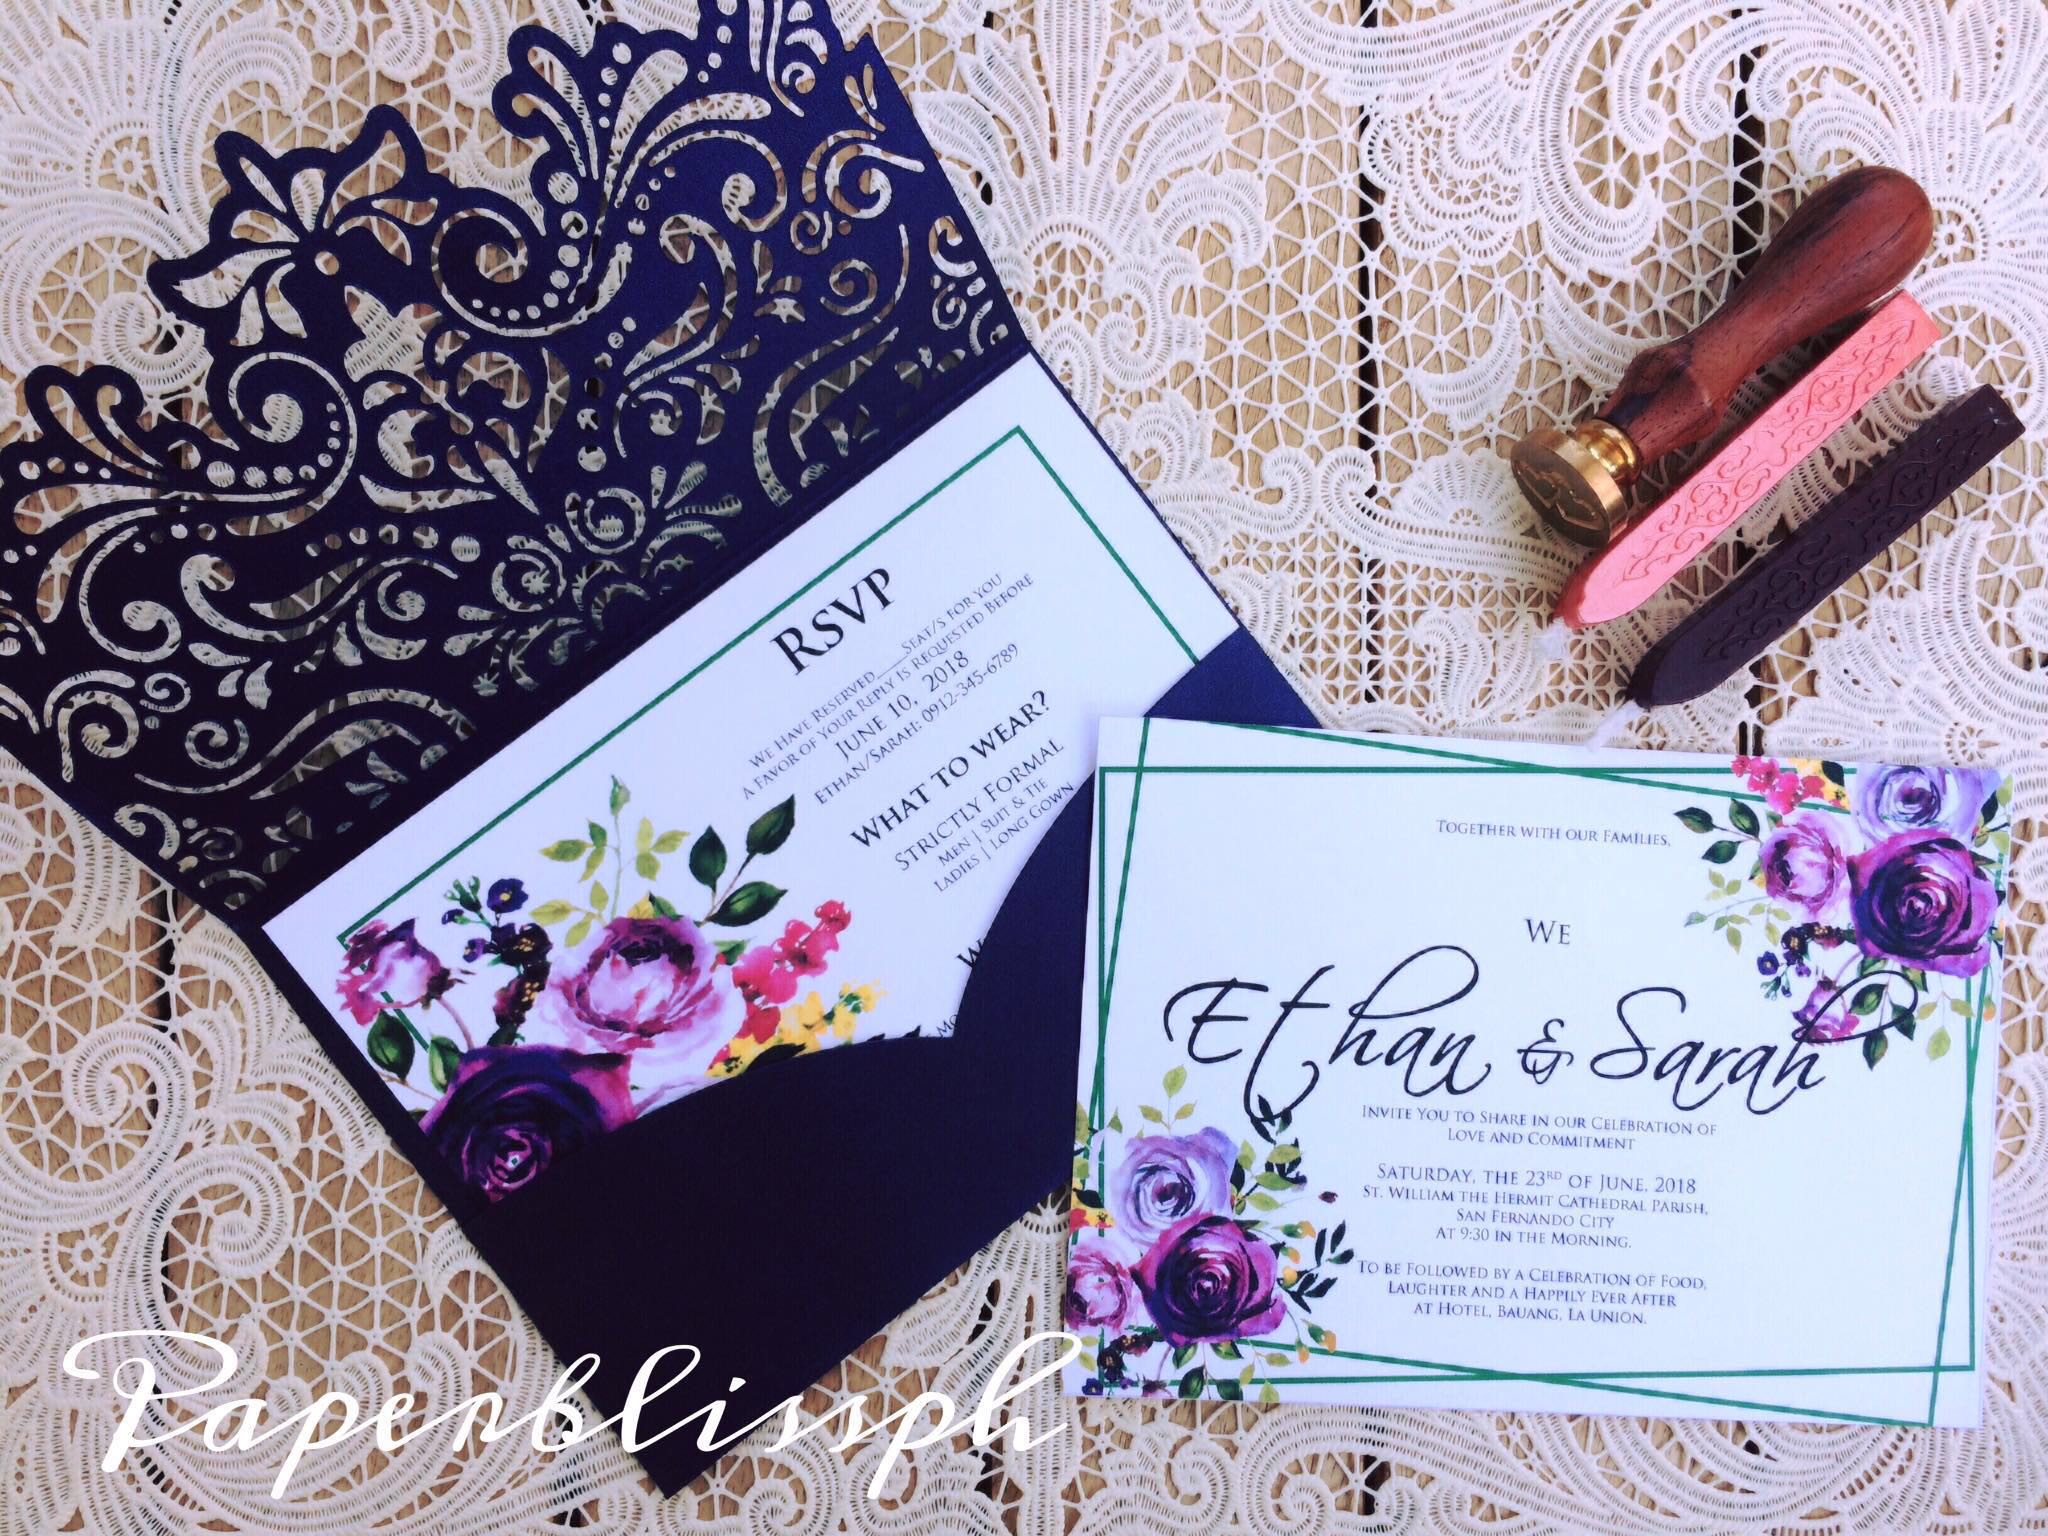 RSVP
We Have Reserved____Seat/s for you
a Favor of Your Reply is Requested Before
June 10, 2018
Ethan/Sarah: 0912-345-6789
What to Wear?
Strictly Formal
Men | Suit & Tie
Ladies | Long Gown
Together with our Families,
We
Ethan & Sarah
Invite You to Share in our Celebration of
Love and Commitment
Saturday, the 23rd of June, 2018
St. William the Hermit Cathedral Parish,
San Fernando City
at 9:30 in the Morning.
To be Followed by a Celebration of Food,
Laughter and a Happily Ever After
at Hotel, Bauang, La Union.
Paperblissph